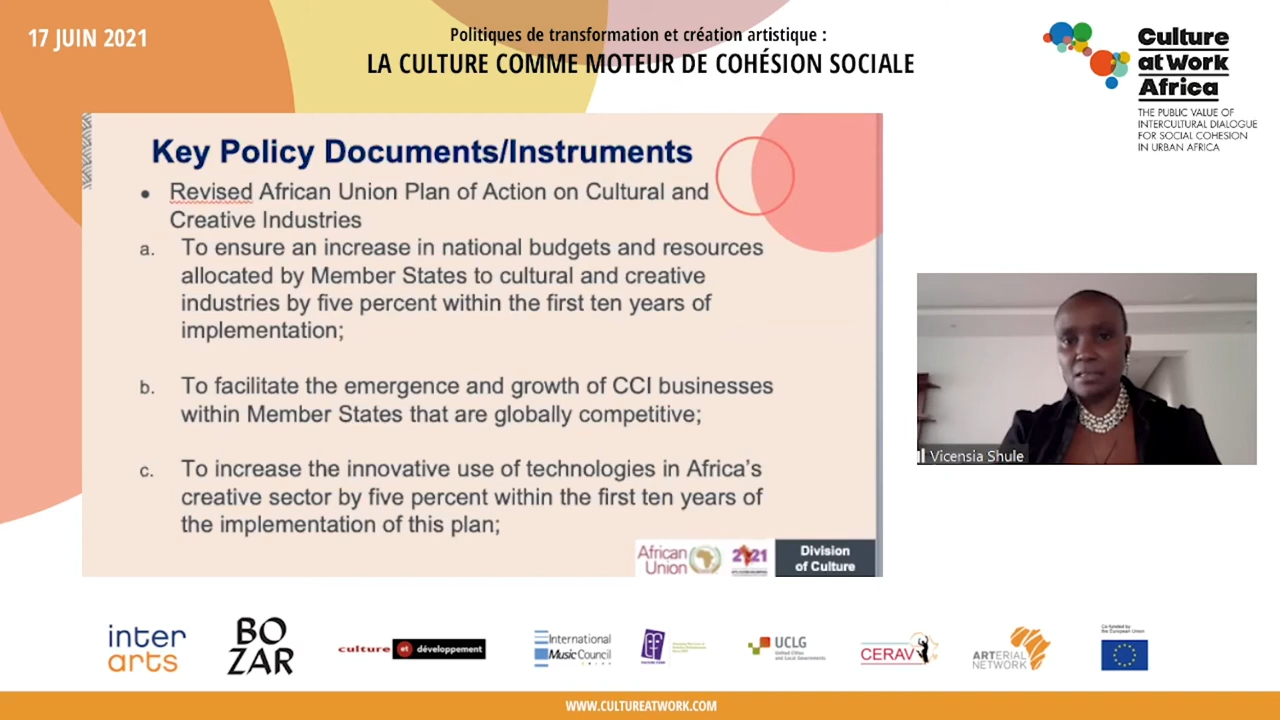 17 JUIN 2021
Politiques de transformation et création artistique :
LA CULTURE COMME MOTEUR DE COHÉSION SOCIALE
Culture
at Work
Africa
THE PUBLIC VALUE OF
INTERCULTURAL DIALOGUE
FOR SOCIAL COHESION
IN URBAN AFRICA
Key Policy Documents/Instruments
• Revised African Union Plan of Action on Cultural and
Creative Industries
a. To ensure an increase in national budgets and resources
allocated by Member States to cultural and creative
industries by five percent within the first ten years of
implementation;
b. To facilitate the emergence and growth of CCI businesses
within Member States that are globally competitive;
c. To increase the innovative use of technologies in Africa's
creative sector by five percent within the first ten years of
the implementation of this plan;
African
Union
2021
Division
of Culture
Vicensia Shule
inter
arts
BO
ZAR
culture et développement
International
Music Council
UCLG
United Cities
and Local Governments
CERAV
ARTERIAL
NETWORK
Co-funded by
the European Union
WWW.CULTUREATWORK.COM